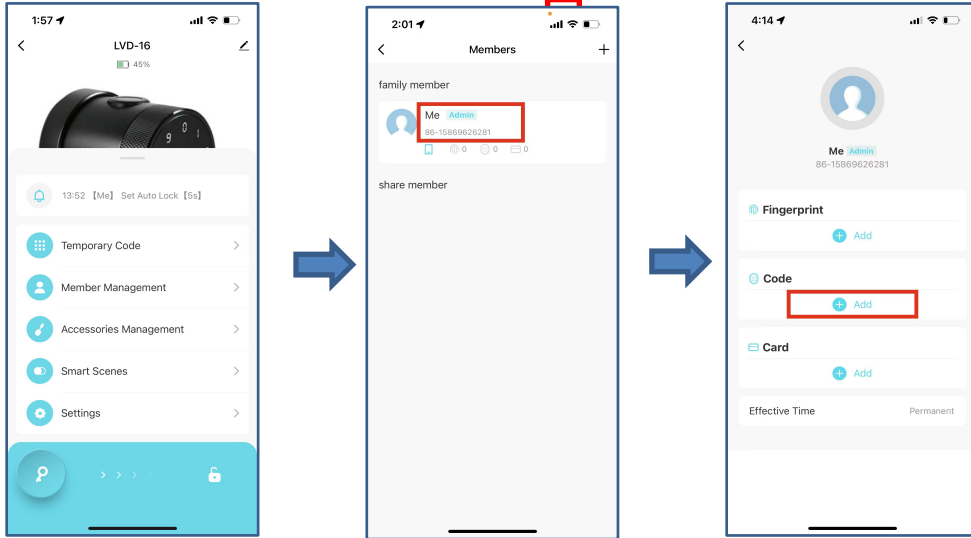 1:57
LVD-16
45%
9 0 1
13:52 【Me】 Set Auto Lock【5s】
Temporary Code
Member Management
Accessories Management
Smart Scenes
Settings
2:01
Members
family member
Me Admin
86-15869626281
0 0 0
share member
4:14
Me Admin
86-15869626281
Fingerprint
Add
Code
Add
Card
Add
Effective Time Permanent